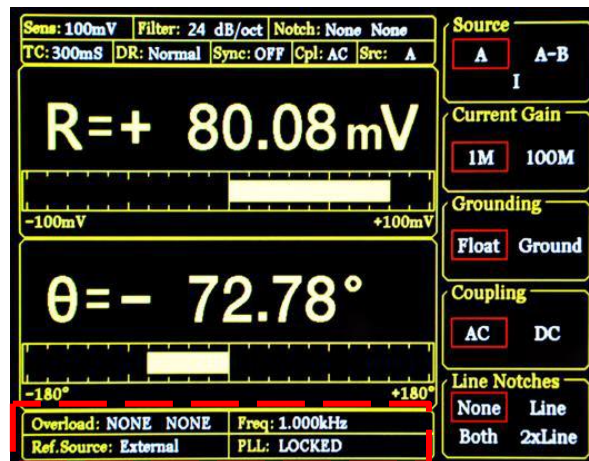 Sens: 100mV Filter: 24 dB/oct Notch: None None
TC: 300mS DR: Normal Sync: OFF Cpl: AC Src: A
R=+ 80.08 mV
-100mV +100mV
θ=- 72.78°
-180° +180°
Overload: NONE NONE Freq: 1.000kHz
Ref.Source: External PLL: LOCKED
Source
A A-B
I
Current Gain
1M 100M
Grounding
Float Ground
Coupling
AC DC
Line Notches
None Line
Both 2xLine